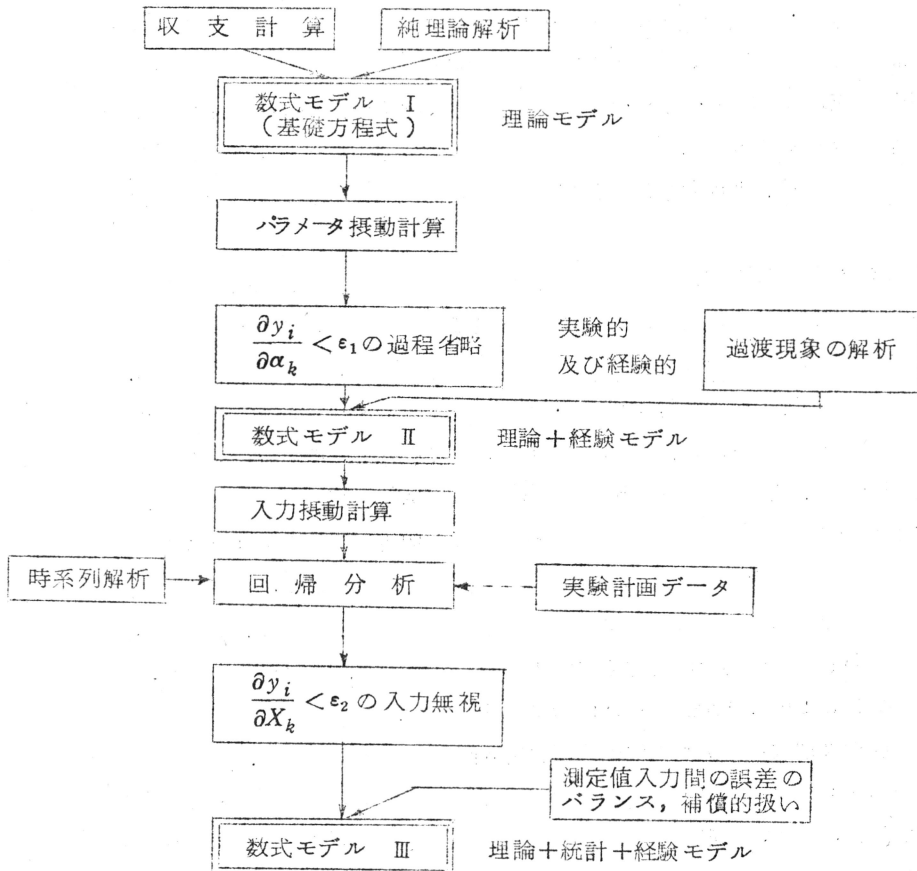 収支計算
純理論解析
数式モデル Ⅰ
(基礎方程式)
理論モデル
パラメータ摂動計算
∂y_i/∂α_k < ε₁の過程省略
実験的
及び経験的
過渡現象の解析
数式モデル Ⅱ
理論＋経験モデル
入力摂動計算
時系列解析
回帰分析
実験計画データ
∂y_i/∂X_k < ε₂の入力無視
測定値入力間の誤差の
バランス，補償的扱い
数式モデル Ⅲ
理論＋統計＋経験モデル